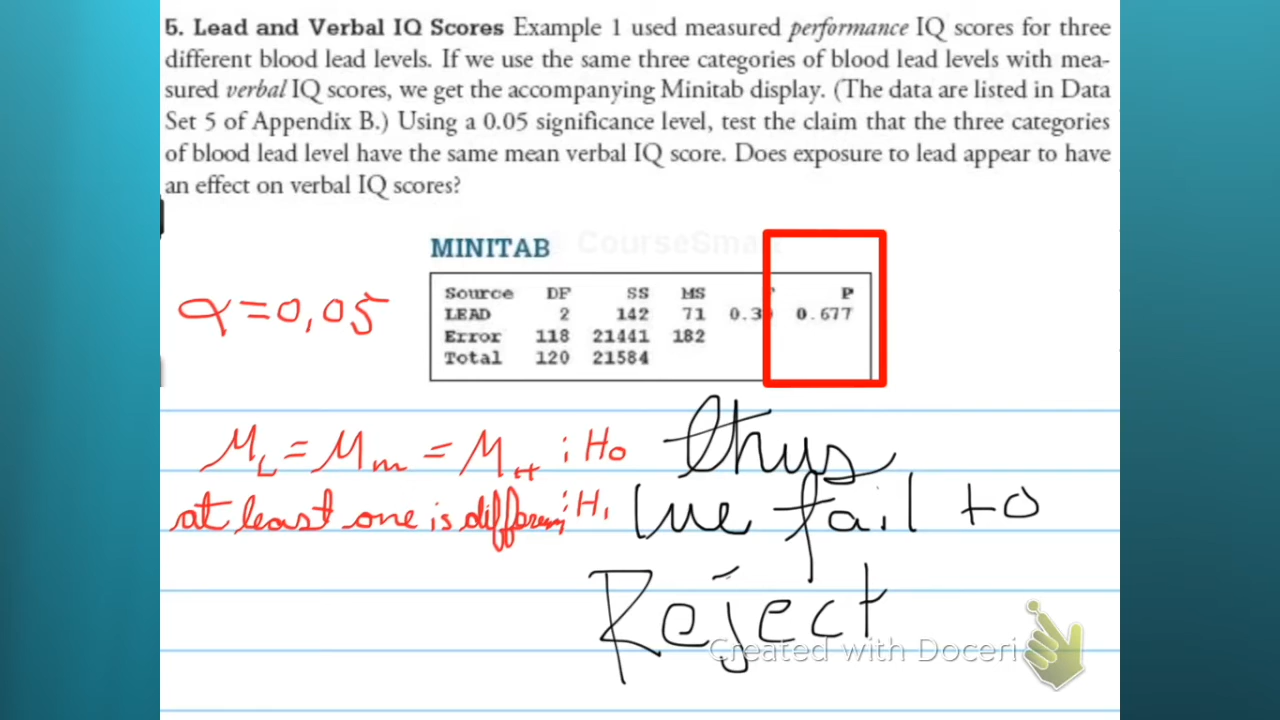 5. Lead and Verbal IQ Scores Example 1 used measured performance IQ scores for three
different blood lead levels. If we use the same three categories of blood lead levels with mea-
sured verbal IQ scores, we get the accompanying Minitab display. (The data are listed in Data
Set 5 of Appendix B.) Using a 0.05 significance level, test the claim that the three categories
of blood lead level have the same mean verbal IQ score. Does exposure to lead appear to have
an effect on verbal IQ scores?
MINITAB
Source DF SS MS P
LEAD 2 142 71 0.3 0.677
Error 118 21441 182
Total 120 21584
α = 0,05
μL = μm = μH : H0
at least one is different : H1
thus
we fail to
Reject
Created with Doceri